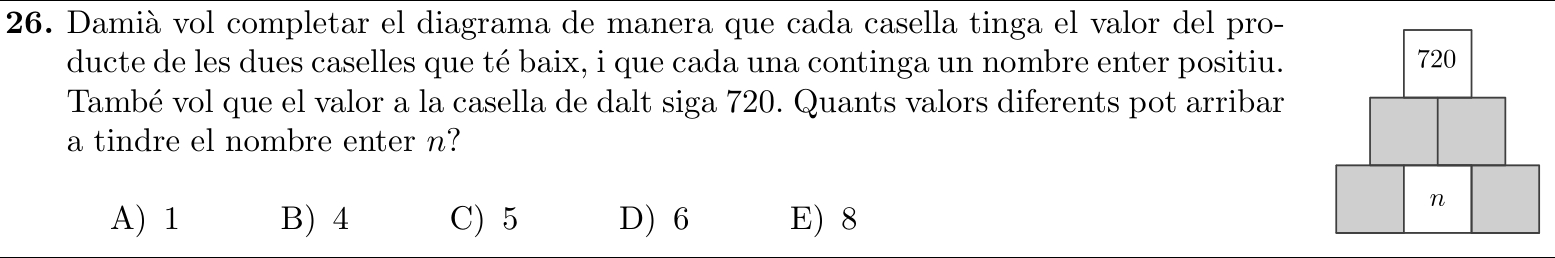 26. Damià vol completar el diagrama de manera que cada casella tinga el valor del pro-
ducte de les dues caselles que té baix, i que cada una continga un nombre enter positiu.
També vol que el valor a la casella de dalt siga 720. Quants valors diferents pot arribar
a tindre el nombre enter n?
A) 1 B) 4 C) 5 D) 6 E) 8
720
n